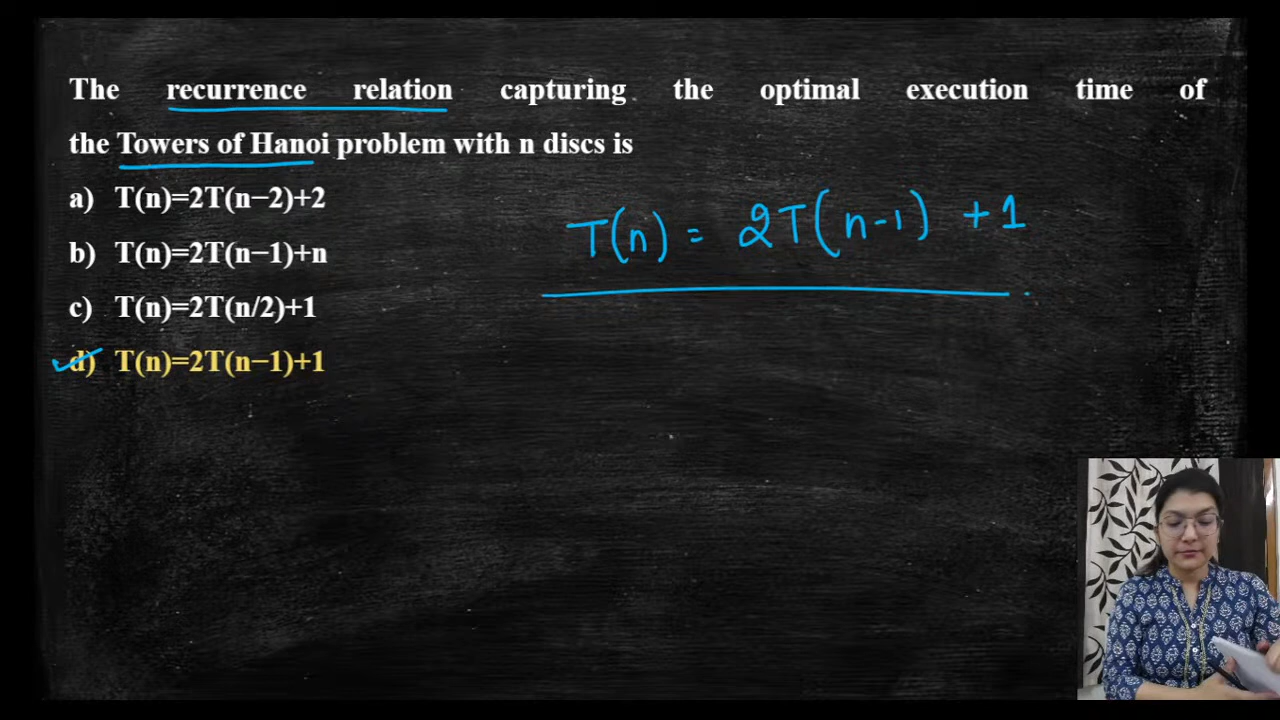 The recurrence relation capturing the optimal execution time of
the Towers of Hanoi problem with n discs is
a) T(n)=2T(n−2)+2
b) T(n)=2T(n−1)+n
c) T(n)=2T(n/2)+1
d) T(n)=2T(n−1)+1
T(n) = 2T(n-1) + 1